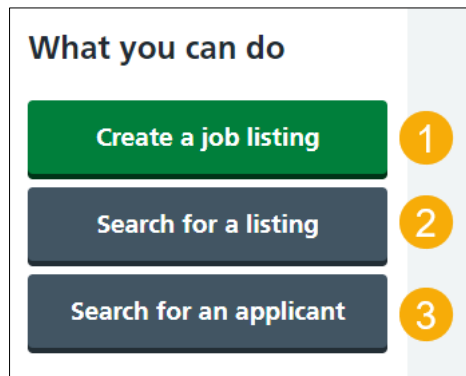 What you can do
Create a job listing 1
Search for a listing 2
Search for an applicant 3